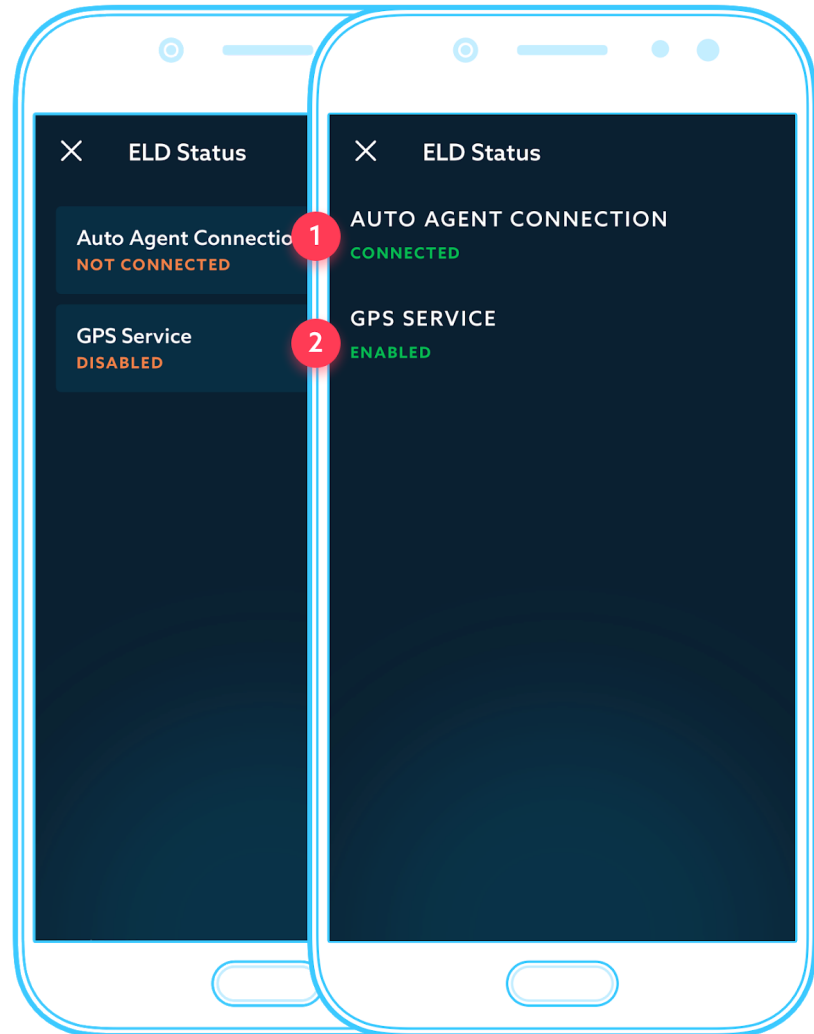 ELD Status
Auto Agent Connectio
NOT CONNECTED
GPS Service
DISABLED
ELD Status
1
AUTO AGENT CONNECTION
CONNECTED
2
GPS SERVICE
ENABLED